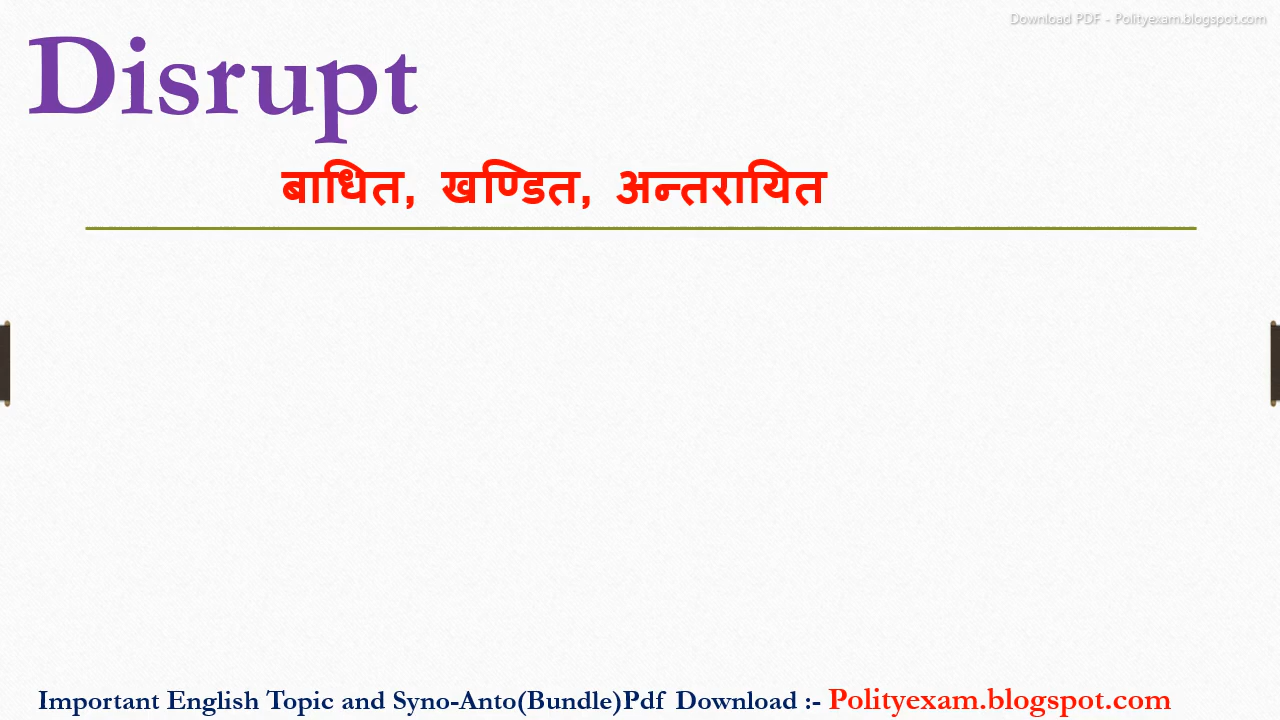 Download PDF - Polityexam.blogspot.com
Disrupt
बाधित, खण्डित, अन्तरायित
Important English Topic and Syno-Anto(Bundle)Pdf Download :- Polityexam.blogspot.com